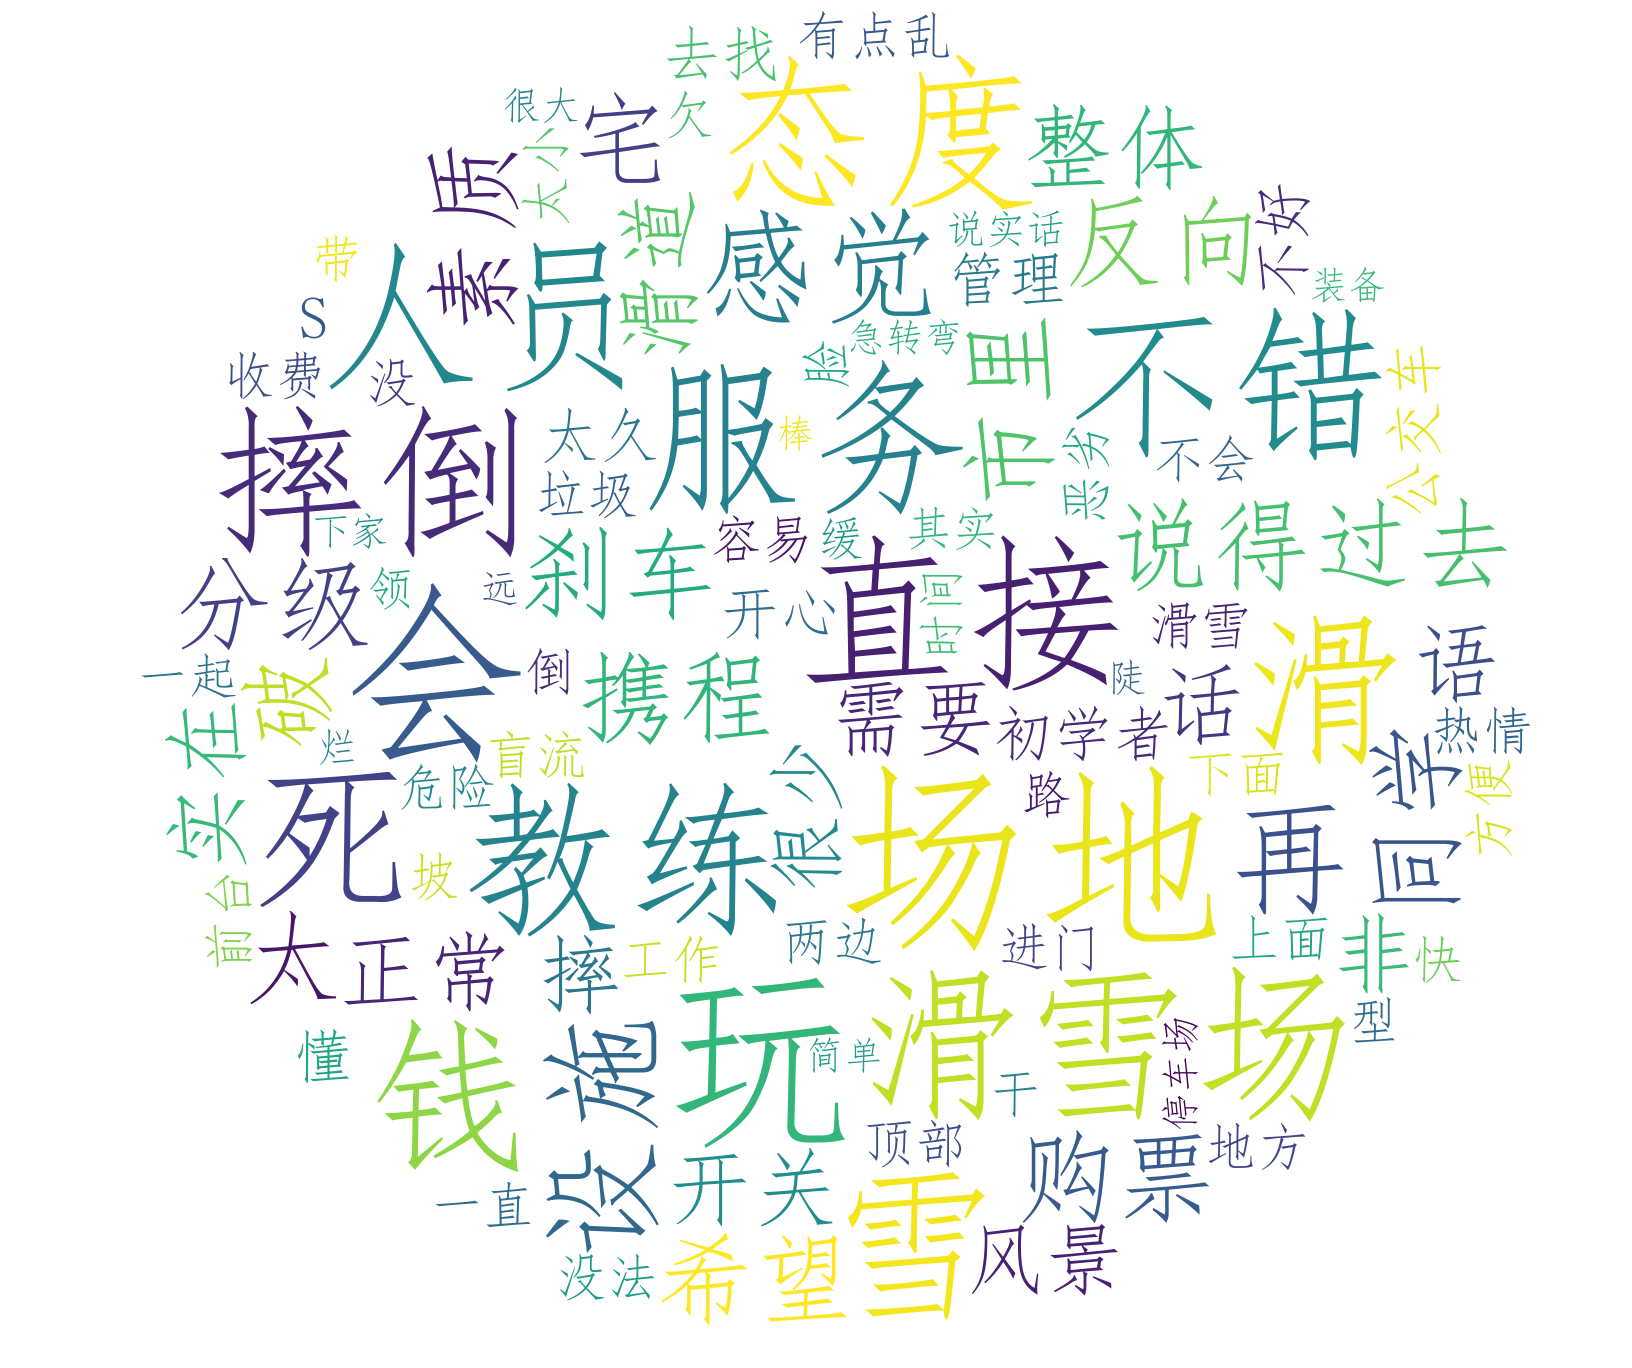 有点乱
去找
态度
很大
宅
欠
整体
素质
太小
滑道
感觉
说实话
反向
不好
带
人员
管理
装备
S
急转弯
不错
收费
没
脸
市里
公交车
摔倒
太久
服务
棒
恶劣
不会
垃圾
下家
刹车
容易
缓
其实
说得过去
分级
领
远
会
开心
直接
时间
滑雪
滑
语
一起
破
倒
携程
需要
初学者
陡
话
实在
烂
盲流
很少
同学
热情
死
危险
教练
场地
路
下面
再
方便
前台
坡
太
正常
摔
工作
两边
进门
上面
非
快
懂
钱
设施
玩
简单
滑雪场
干
停车场
型
一直
开关
顶部
购票
地方
没法
希望
雪
风景